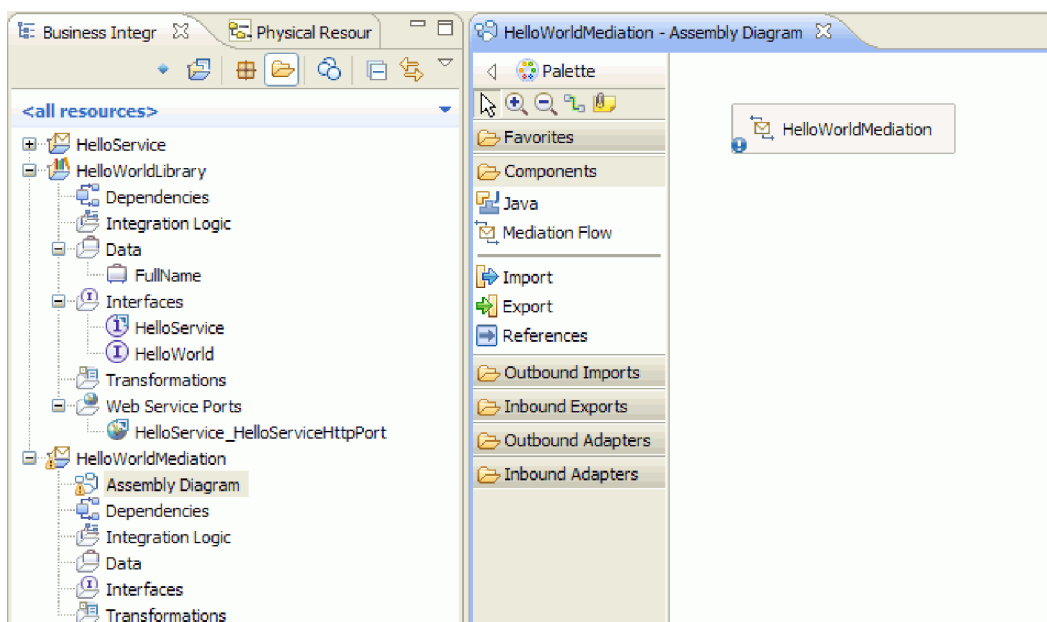 Business Integr
Physical Resour
<all resources>
HelloService
HelloWorldLibrary
Dependencies
Integration Logic
Data
FullName
Interfaces
HelloService
HelloWorld
Transformations
Web Service Ports
HelloService_HelloServiceHttpPort
HelloWorldMediation
Assembly Diagram
Dependencies
Integration Logic
Data
Interfaces
Transformations
HelloWorldMediation - Assembly Diagram
Palette
Favorites
Components
Java
Mediation Flow
Import
Export
References
Outbound Imports
Inbound Exports
Outbound Adapters
Inbound Adapters
HelloWorldMediation